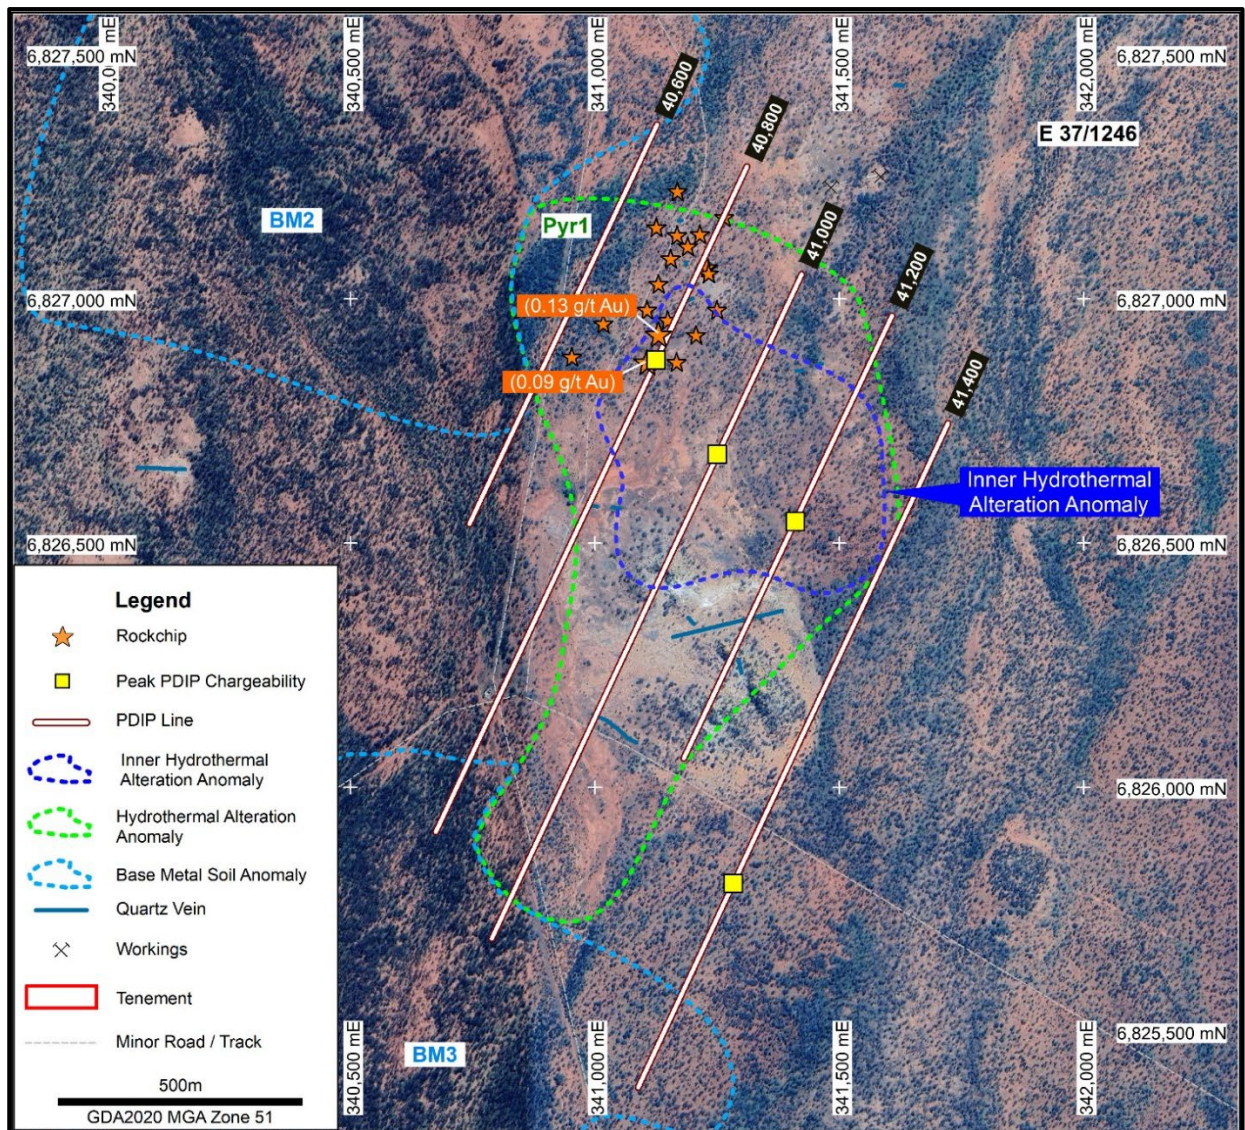 340,0
340,500 mE
341,000 mE
341,500 mE
342,000 mE
6,827,500 mN
6,827,500 mN
40,600
40,800
E 37/1246
BM2
Pyr1
41,000
41,200
6,827,000 mN
6,827,000 mN
(0.13 g/t Au)
(0.09 g/t Au)
41,400
Inner Hydrothermal
Alteration Anomaly
6,826,500 mN
6,826,500 mN
Legend
Rockchip
Peak PDIP Chargeability
PDIP Line
Inner Hydrothermal
Alteration Anomaly
Hydrothermal Alteration
Anomaly
Base Metal Soil Anomaly
Quartz Vein
Workings
Tenement
Minor Road / Track
500m
GDA2020 MGA Zone 51
6,826,000 mN
BM3
6,825,500 mN
340,500 mE
341,000 mE
341,500 mE
342,000 mE